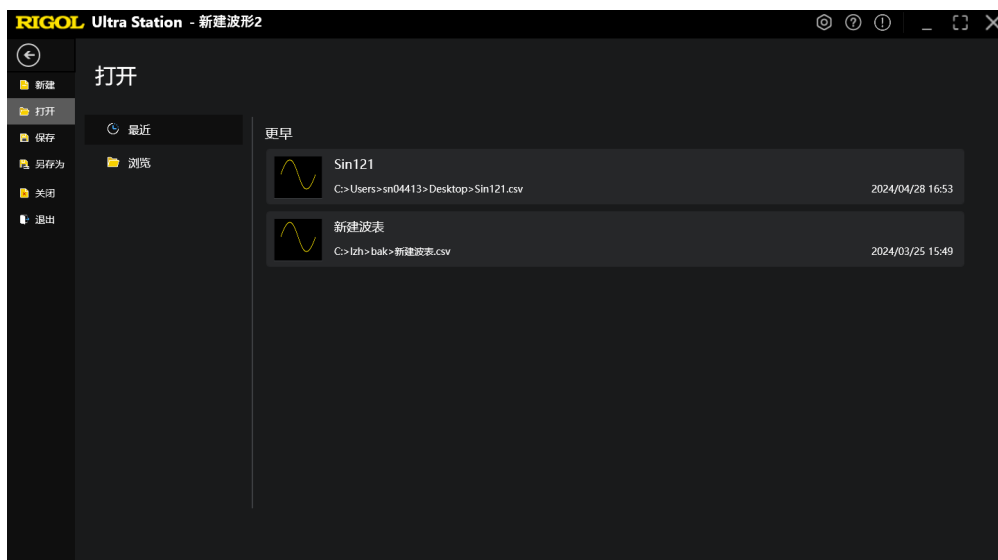 RIGOL Ultra Station - 新建波形2
新建
打开
保存
另存为
关闭
退出
打开
最近
浏览
更早
Sin121
C:>Users>sn04413>Desktop>Sin121.csv 2024/04/28 16:53
新建波表
C:>lzh>bak>新建波表.csv 2024/03/25 15:49